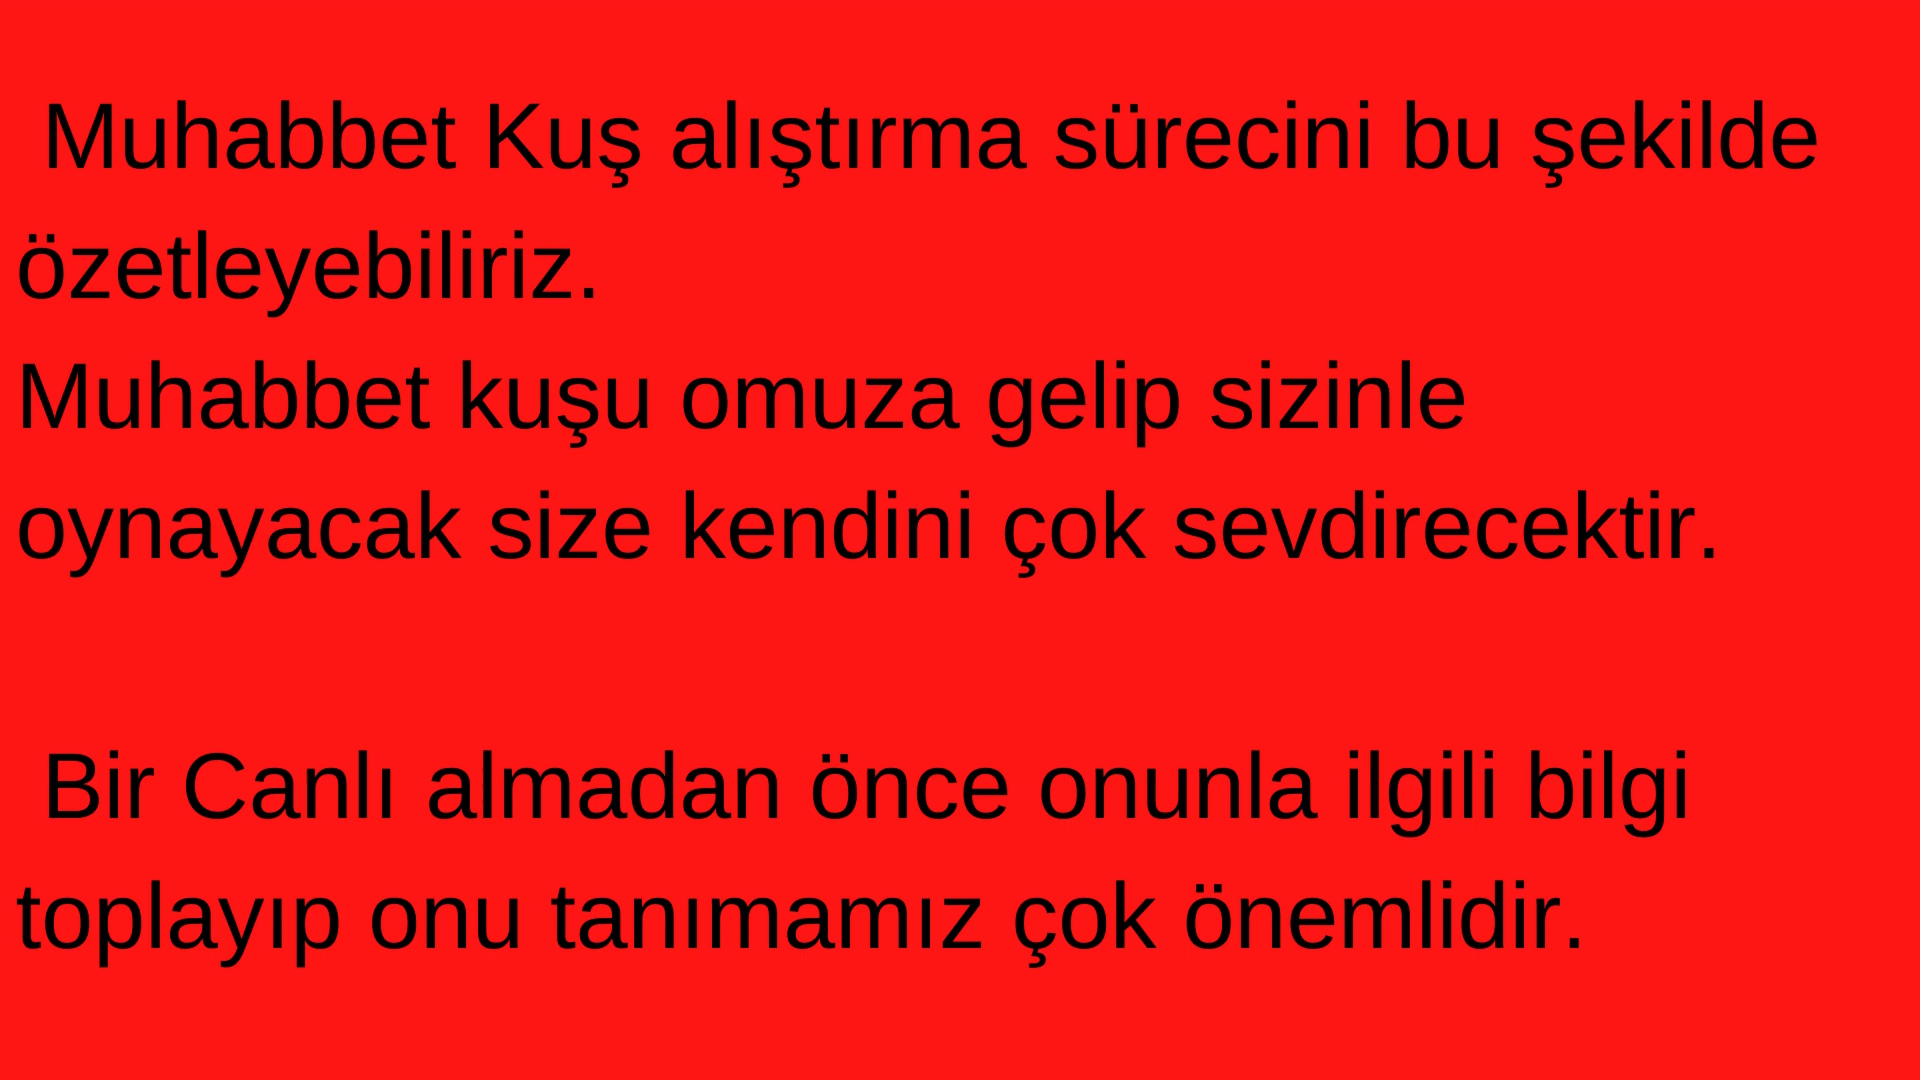 Muhabbet Kuş alıştırma sürecini bu şekilde
özetleyebiliriz.
Muhabbet kuşu omuza gelip sizinle
oynayacak size kendini çok sevdirecektir.
Bir Canlı almadan önce onunla ilgili bilgi
toplayıp onu tanımamız çok önemlidir.